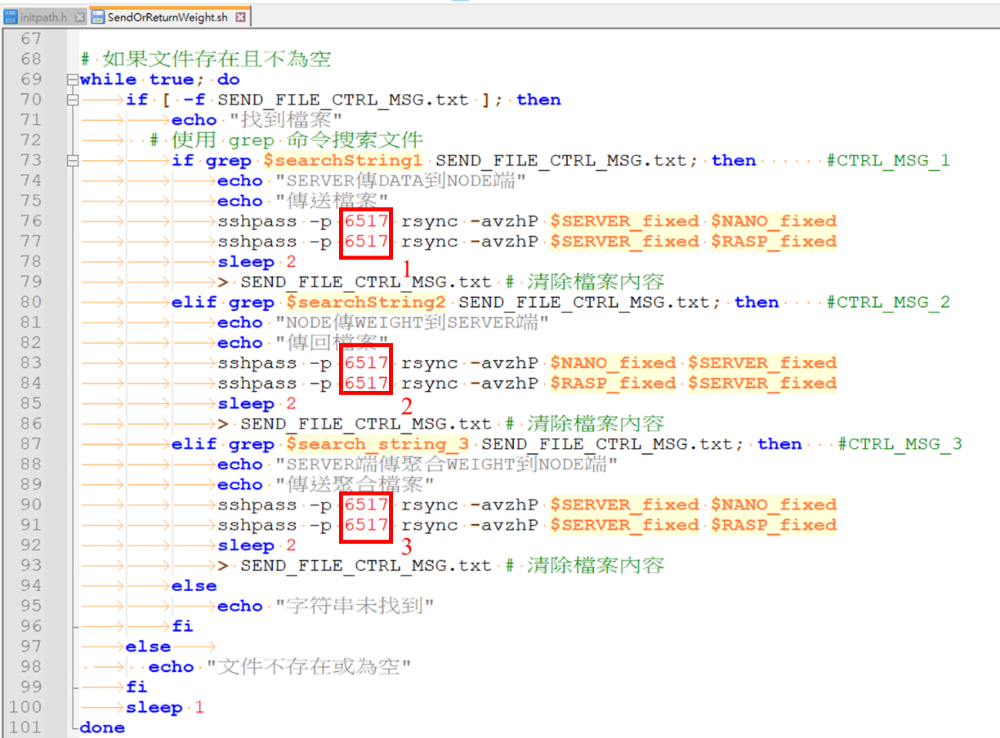 initpath.h SendOrReturnWeight.sh
67
68 # 如果文件存在且不為空
69 while true; do
70 if [ -f SEND_FILE_CTRL_MSG.txt ]; then
71 echo "找到檔案"
72 # 使用 grep 命令搜索文件
73 if grep $searchString1 SEND_FILE_CTRL_MSG.txt; then #CTRL_MSG_1
74 echo "SERVER傳DATA到NODE端"
75 echo "傳送檔案"
76 sshpass -p 6517 rsync -avzhP $SERVER_fixed $NANO_fixed
77 sshpass -p 6517 rsync -avzhP $SERVER_fixed $RASP_fixed
78 sleep 2
1
79 > SEND_FILE_CTRL_MSG.txt # 清除檔案內容
80 elif grep $searchString2 SEND_FILE_CTRL_MSG.txt; then #CTRL_MSG_2
81 echo "NODE傳WEIGHT到SERVER端"
82 echo "傳回檔案"
83 sshpass -p 6517 rsync -avzhP $NANO_fixed $SERVER_fixed
84 sshpass -p 6517 rsync -avzhP $RASP_fixed $SERVER_fixed
85 sleep 2
2
86 > SEND_FILE_CTRL_MSG.txt # 清除檔案內容
87 elif grep $search_string_3 SEND_FILE_CTRL_MSG.txt; then #CTRL_MSG_3
88 echo "SERVER端傳聚合WEIGHT到NODE端"
89 echo "傳送聚合檔案"
90 sshpass -p 6517 rsync -avzhP $SERVER_fixed $NANO_fixed
91 sshpass -p 6517 rsync -avzhP $SERVER_fixed $RASP_fixed
92 sleep 2
3
93 > SEND_FILE_CTRL_MSG.txt # 清除檔案內容
94 else
95 echo "字符串未找到"
96 fi
97 else
98 echo "文件不存在或為空"
99 fi
100 sleep 1
101 done